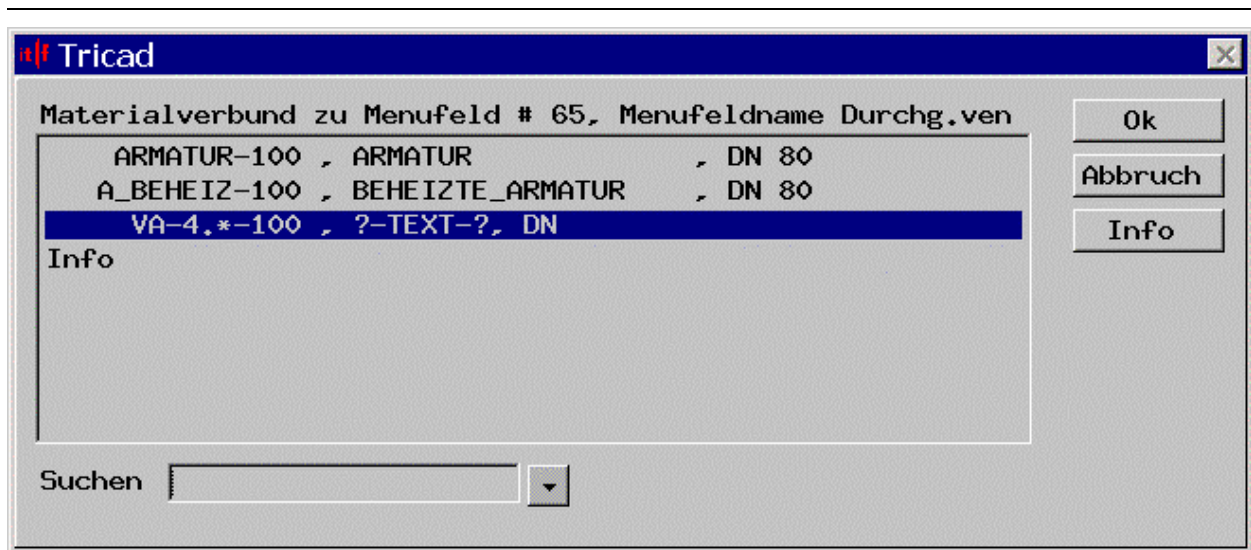 it f Tricad
Materialverbund zu Menufeld # 65, Menufeldname Durchg.ven
ARMATUR-100 , ARMATUR , DN 80
A_BEHEIZ-100 , BEHEIZTE_ARMATUR , DN 80
VA-4.*-100 , ?-TEXT-?, DN
Info
Ok
Abbruch
Info
Suchen